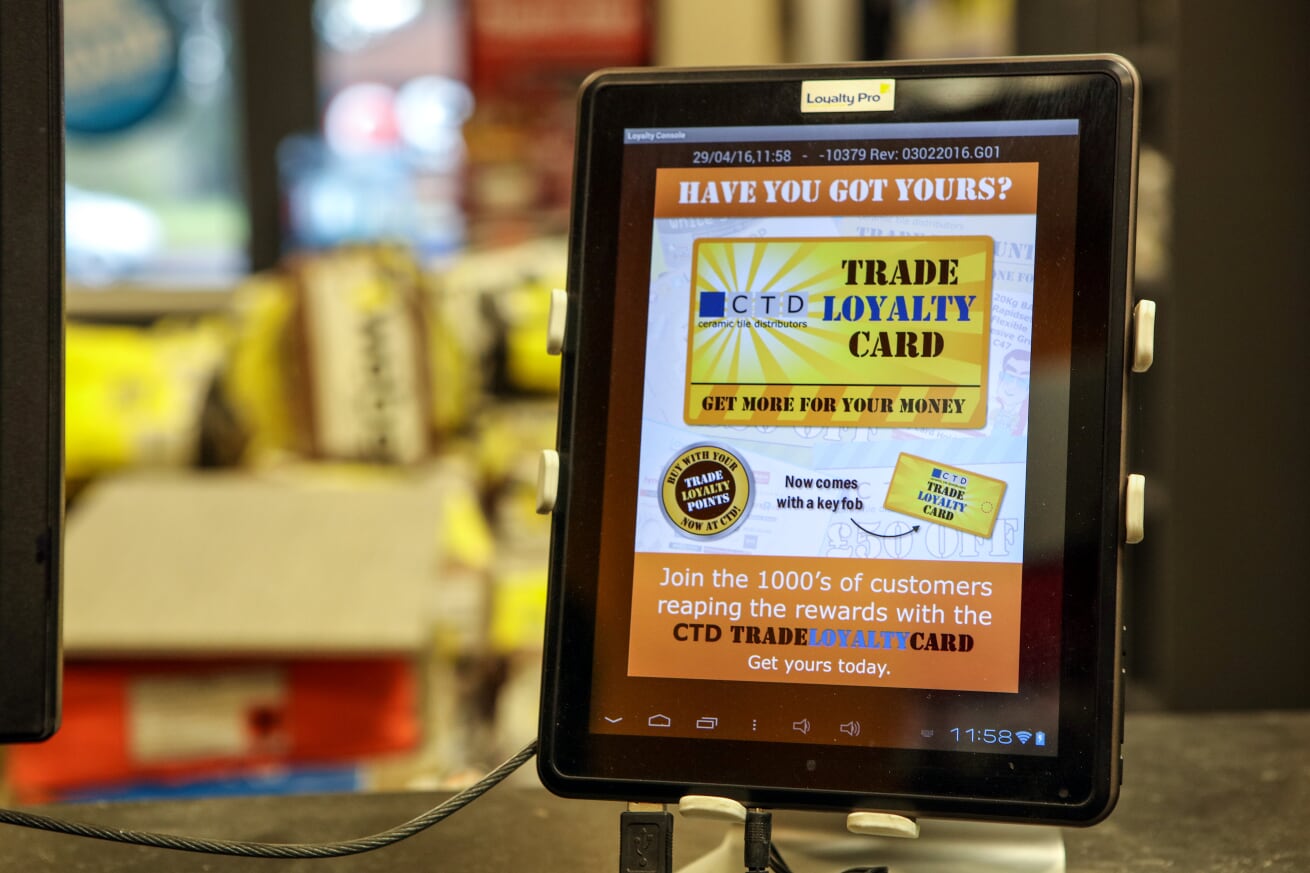 Loyalty Pro
Loyalty Console
29/04/16,11:58 - -10379 Rev: 03022016.G01
HAVE YOU GOT YOURS?
CTD
ceramic tile distributors
TRADE
LOYALTY
CARD
GET MORE FOR YOUR MONEY
BUY WITH YOUR
TRADE
LOYALTY
POINTS
NOW AT CTD!
Now comes
with a key fob
CTD
TRADE
LOYALTY
CARD
£50 OFF
Join the 1000's of customers
reaping the rewards with the
CTD TRADELOYALTYCARD
Get yours today.
11:58